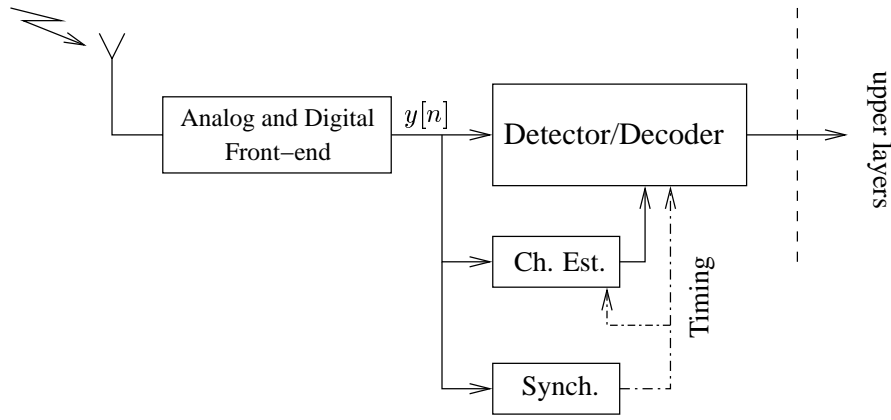 Analog and Digital
Front-end
y[n]
Detector/Decoder
upper layers
Ch. Est.
Timing
Synch.